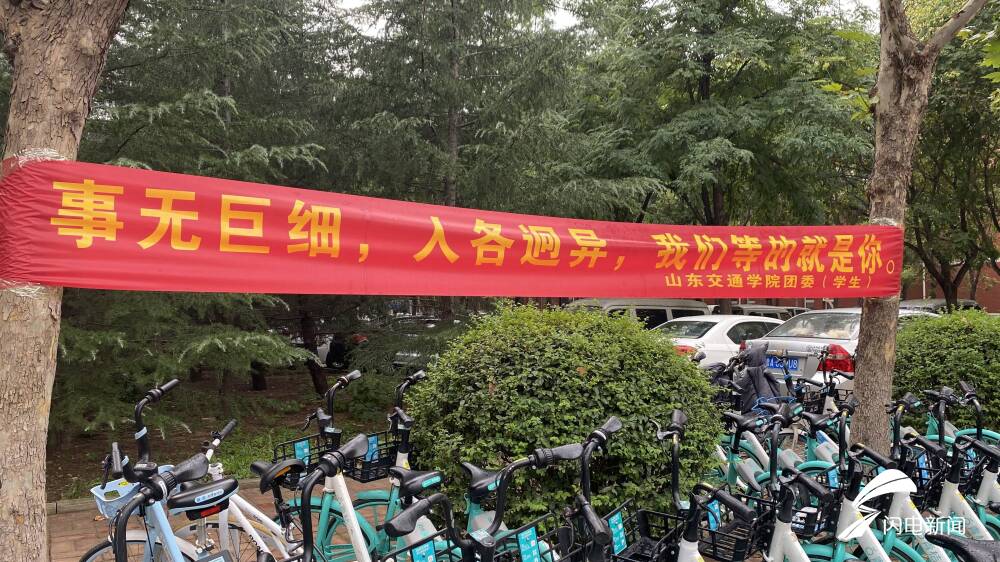 事无巨细，人各迥异，我们等的就是你。
山东交通学院团委（学生）
闪电新闻